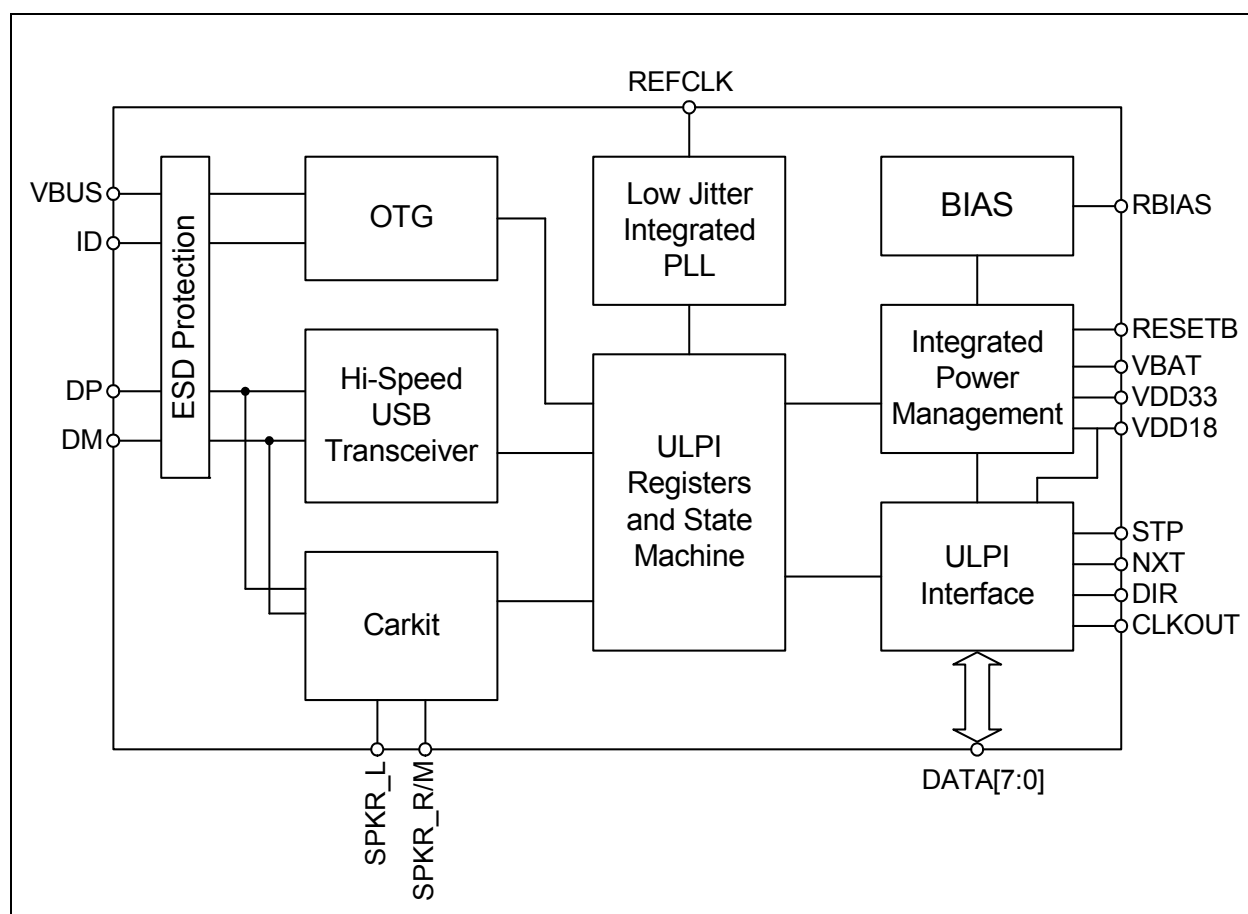 REFCLK
VBUS
ID
DP
DM
ESD Protection
OTG
Hi-Speed
USB
Transceiver
Carkit
SPKR_L
SPKR_R/M
Low Jitter
Integrated
PLL
ULPI
Registers
and State
Machine
BIAS
RBIAS
Integrated
Power
Management
RESETB
VBAT
VDD33
VDD18
ULPI
Interface
STP
NXT
DIR
CLKOUT
DATA[7:0]